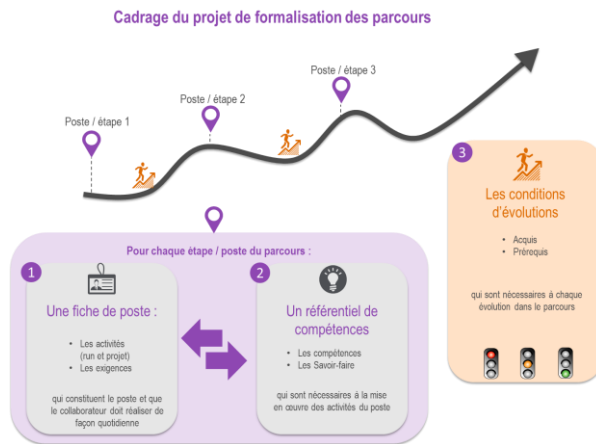 Cadrage du projet de formalisation des parcours
Poste / étape 1
Poste / étape 2
Poste / étape 3
Pour chaque étape / poste du parcours :
1
Une fiche de poste :
• Les activités
(run et projet)
• Les exigences
qui constituent le poste et que
le collaborateur doit réaliser de
façon quotidienne
2
Un référentiel de
compétences
• Les compétences
• Les Savoir-faire
qui sont nécessaires à la mise
en œuvre des activités du poste
3
Les conditions
d'évolutions
• Acquis
• Prérequis
qui sont nécessaires à chaque
évolution dans le parcours